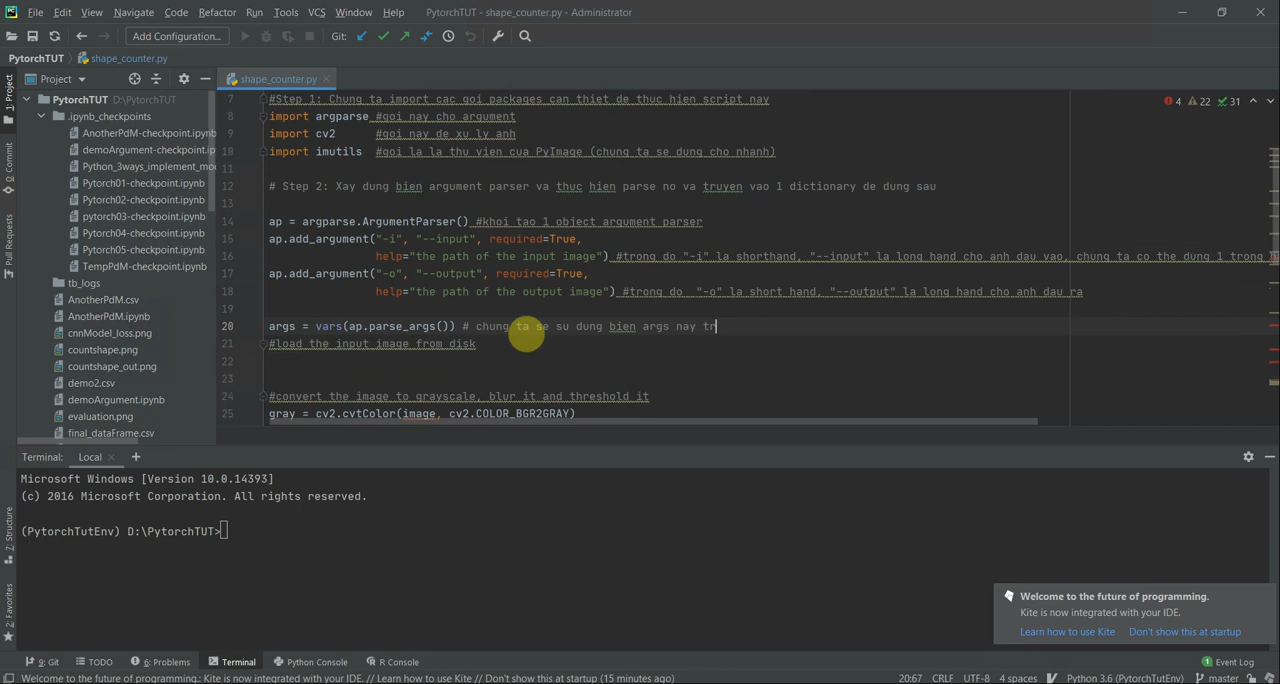 File Edit View Navigate Code Refactor Run Tools VCS Window Help PytorchTUT - shape_counter.py - Administrator
Add Configuration... Git:
PytorchTUT shape_counter.py
Project shape_counter.py
PytorchTUT D:\PytorchTUT
.ipynb_checkpoints
AnotherPdM-checkpoint.ipynb
demoArgument-checkpoint.ip
Python_3ways_implement_mo
Pytorch01-checkpoint.ipynb
Pytorch02-checkpoint.ipynb
pytorch03-checkpoint.ipynb
Pytorch04-checkpoint.ipynb
Pytorch05-checkpoint.ipynb
TempPdM-checkpoint.ipynb
tb_logs
AnotherPdM.csv
AnotherPdM.ipynb
cnnModel_loss.png
countshape.png
countshape_out.png
demo2.csv
demoArgument.ipynb
evaluation.png
final_dataFrame.csv
1: Project
Commit
Pull Requests
7: Structure
2: Favorites
4 22 31
7 #Step 1: Chung ta import cac goi packages can thiet de thuc hien script nay
8 import argparse #goi nay cho argument
9 import cv2 #goi nay de xu ly anh
10 import imutils #goi la la thu vien cua PyImage (chung ta se dung cho nhanh)
11
12 # Step 2: Xay dung bien argument parser va thuc hien parse no va truyen vao 1 dictionary de dung sau
13
14 ap = argparse.ArgumentParser() #khoi tao 1 object argument parser
15 ap.add_argument("-i", "--input", required=True,
16 help="the path of the input image") #trong do "-i" la shorthand, "--input" la long hand cho anh dau vao, chung ta co the dung 1 trong
17 ap.add_argument("-o", "--output", required=True,
18 help="the path of the output image") #trong do "-o" la short hand, "--output" la long hand cho anh dau ra
19
20 args = vars(ap.parse_args()) # chung ta se su dung bien args nay tr
21 #load the input image from disk
22
23
24 #convert the image to grayscale, blur it and threshold it
25 gray = cv2.cvtColor(image, cv2.COLOR_BGR2GRAY)
Terminal: Local
Microsoft Windows [Version 10.0.14393]
(c) 2016 Microsoft Corporation. All rights reserved.
(PytorchTutEnv) D:\PytorchTUT>
Welcome to the future of programming.
Kite is now integrated with your IDE.
Learn how to use Kite Don't show this at startup
9: Git TODO 6: Problems Terminal Python Console R Console 1 Event Log
Welcome to the future of programming.: Kite is now integrated with your IDE. // Learn how to use Kite // Don't show this at startup (15 minutes ago) 20:67 CRLF UTF-8 4 spaces Python 3.6 (PytorchTutEnv) master